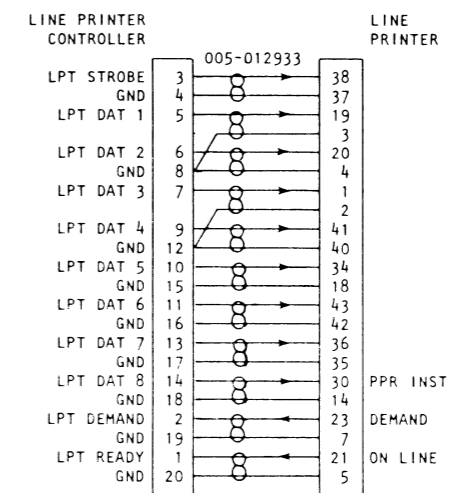 LINE PRINTER CONTROLLER
LINE PRINTER
005-012933
LPT STROBE 3 38
GND 4 37
LPT DAT 1 5 19
3
LPT DAT 2 6 20
GND 8 4
LPT DAT 3 7 1
2
LPT DAT 4 9 41
GND 12 40
LPT DAT 5 10 34
GND 15 18
LPT DAT 6 11 43
GND 16 42
LPT DAT 7 13 36
GND 17 35
LPT DAT 8 14 30 PPR INST
GND 18 14
LPT DEMAND 2 23 DEMAND
GND 19 7
LPT READY 1 21 ON LINE
GND 20 5